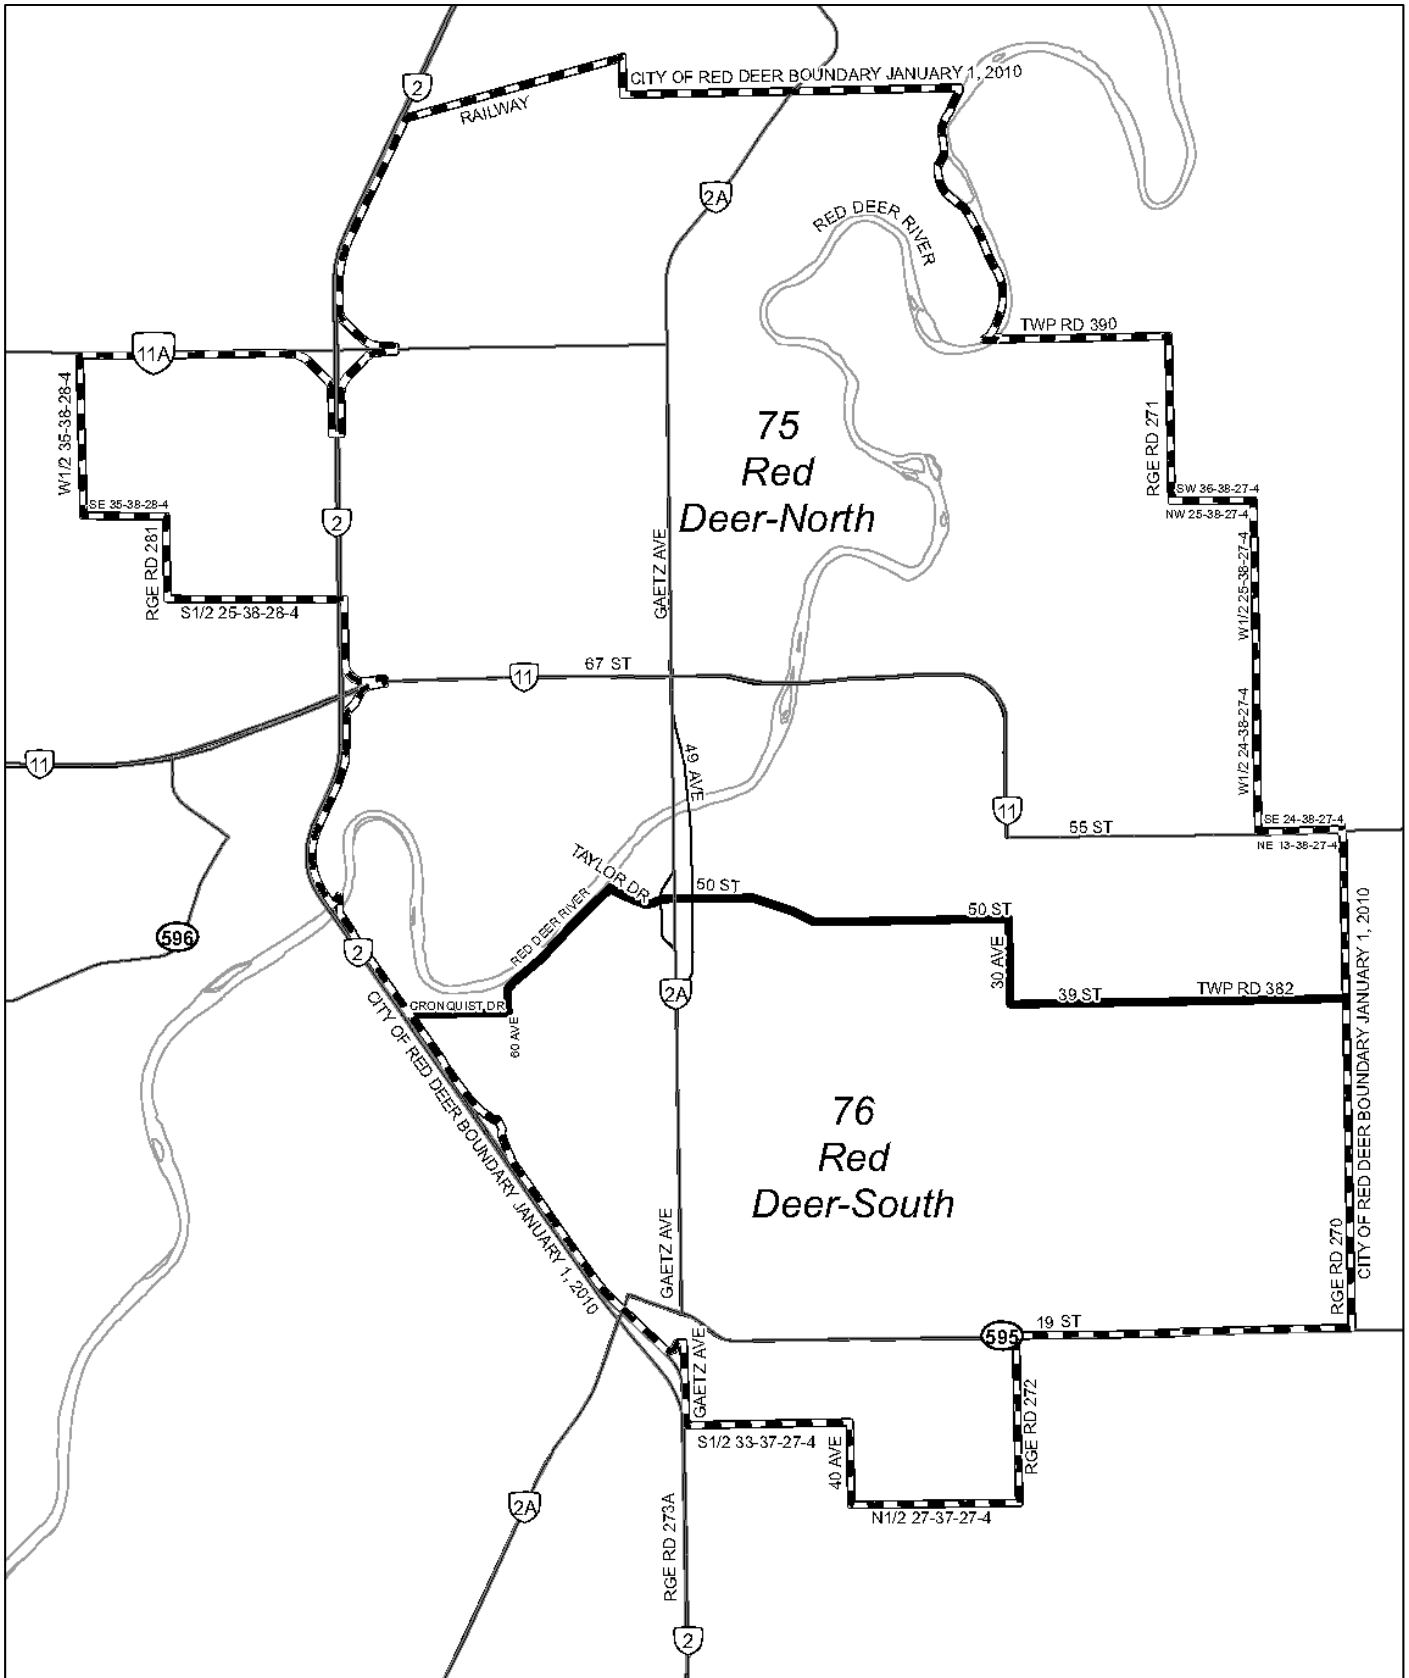 2
CITY OF RED DEER BOUNDARY JANUARY 1, 2010
RAILWAY
2A
RED DEER RIVER
TWP RD 390
11A
W1/2 35-38-28-4
RGE RD 271
75
Red
Deer-North
SW 36-38-27-4
NW 25-38-27-4
SE 35-38-28-4
RGE RD 281
2
GAETZ AVE
W1/2 25-38-27-4
S1/2 25-38-28-4
11
67 ST
W1/2 24-38-27-4
49 AVE
11
11
55 ST
SE 24-38-27-4
NE 13-38-27-4
TAYLOR DR
50 ST
50 ST
RED DEER RIVER
596
2
30 AVE
2A
39 ST
TWP RD 382
CRONQUIST DR
60 AVE
CITY OF RED DEER BOUNDARY JANUARY 1, 2010
CITY OF RED DEER BOUNDARY JANUARY 1, 2010
76
Red
Deer-South
GAETZ AVE
RGE RD 270
19 ST
595
GAETZ AVE
RGE RD 272
S1/2 33-37-27-4
40 AVE
N1/2 27-37-27-4
2A
RGE RD 273A
2